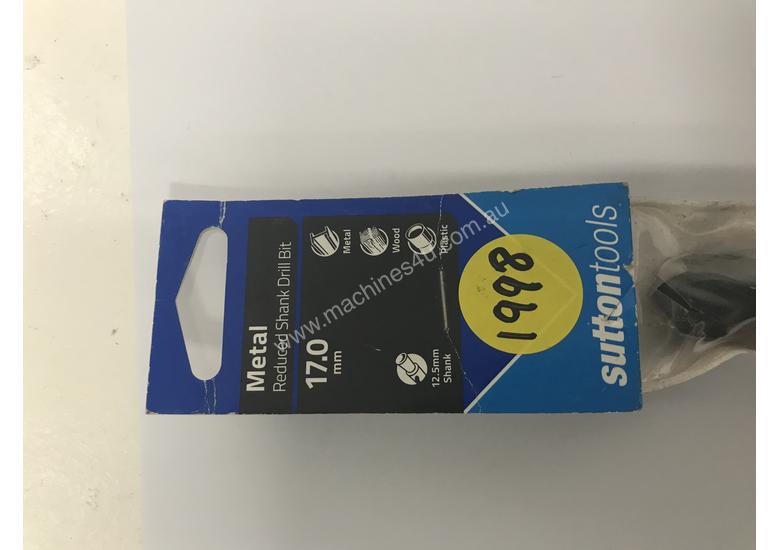 Metal
Reduced Shank Drill Bit
17.0
mm
Metal
Wood
Plastic
12.5mm
Shank
1998
suttontools
www.machines4u.com.au